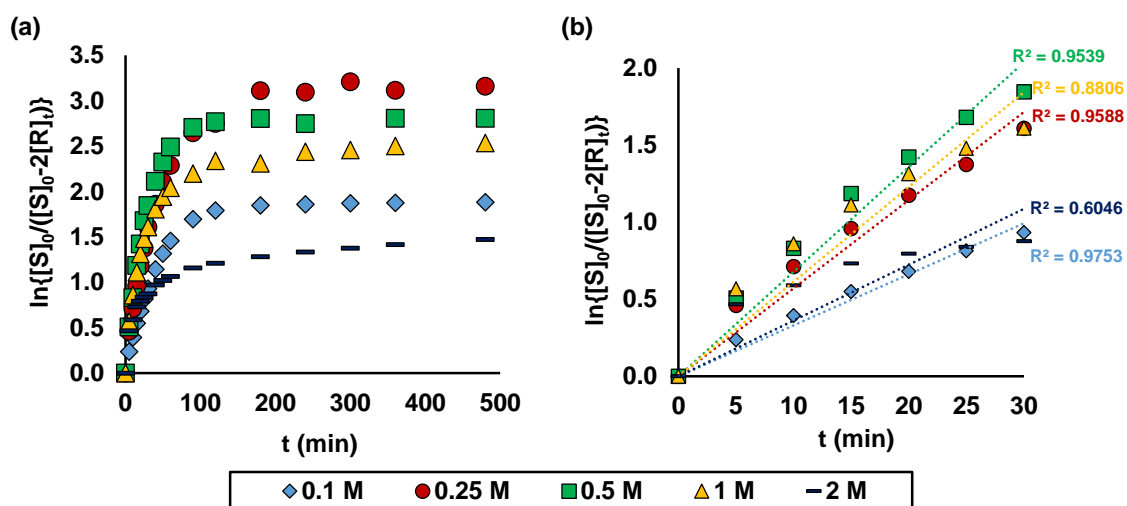 (a)
ln{[S]₀/([S]₀-2[R]ₜ)}
3.5
3.0
2.5
2.0
1.5
1.0
0.5
0.0
0 100 200 300 400 500
t (min)
(b)
ln{[S]₀/([S]₀-2[R]ₜ)}
2.0
1.5
1.0
0.5
0.0
0 5 10 15 20 25 30
t (min)
R² = 0.9539
R² = 0.8806
R² = 0.9588
R² = 0.6046
R² = 0.9753
0.1 M 0.25 M 0.5 M 1 M 2 M